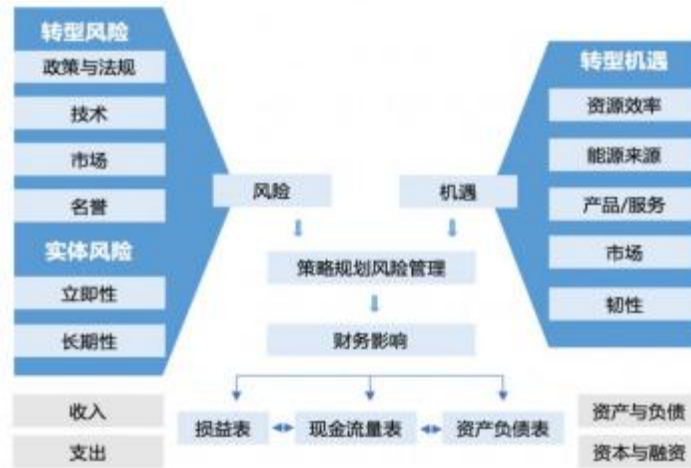 转型风险
政策与法规
技术
市场
名誉
实体风险
立即性
长期性
风险
机遇
策略规划风险管理
财务影响
转型机遇
资源效率
能源来源
产品/服务
市场
韧性
收入
支出
损益表
现金流量表
资产负债表
资产与负债
资本与融资